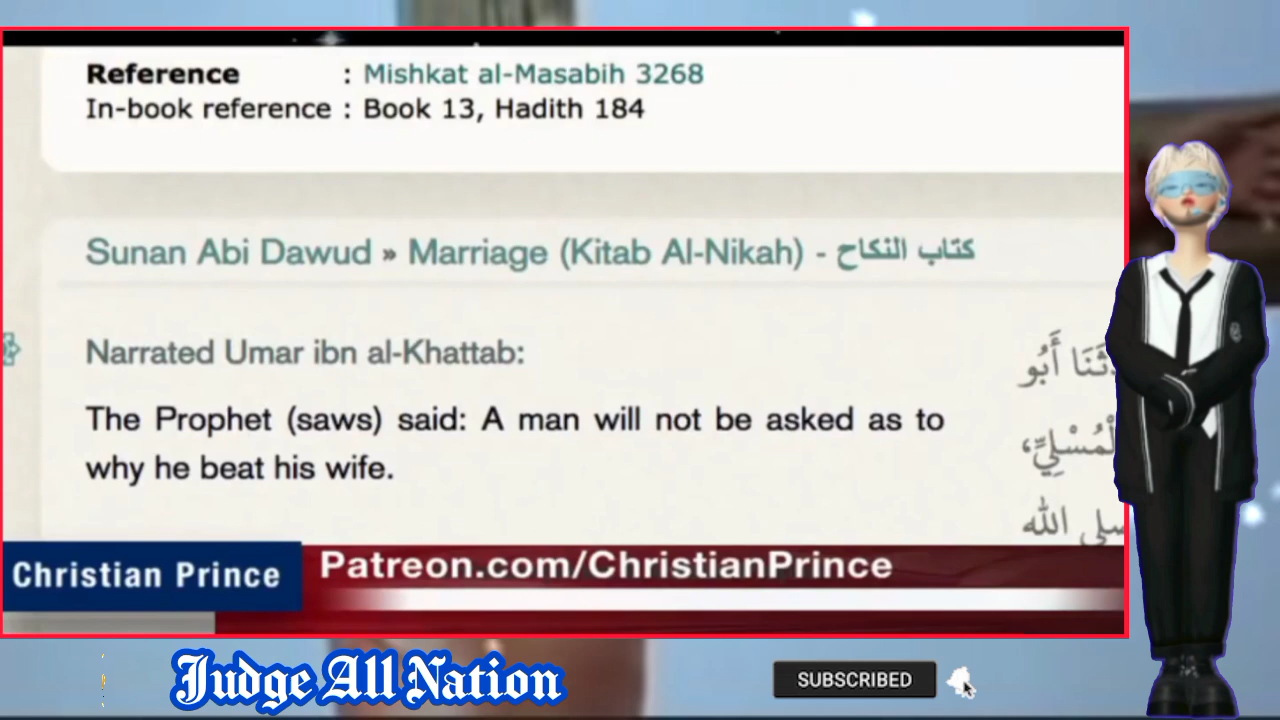 Reference : Mishkat al-Masabih 3268
In-book reference : Book 13, Hadith 184
Sunan Abi Dawud » Marriage (Kitab Al-Nikah) - كتاب النكاح
Narrated Umar ibn al-Khattab:
The Prophet (saws) said: A man will not be asked as to
why he beat his wife.
صلى الله
Christian Prince
Patreon.com/ChristianPrince
Judge All Nation
SUBSCRIBED